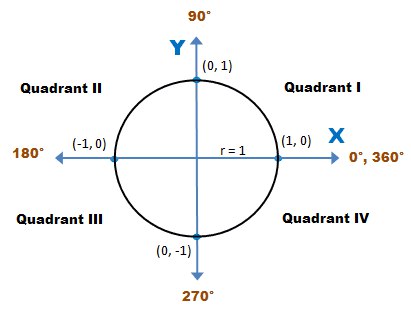 90°
Y
(0, 1)
Quadrant II
Quadrant I
(-1, 0)
(1, 0)
X
180°
r = 1
0°, 360°
Quadrant III
Quadrant IV
(0, -1)
270°